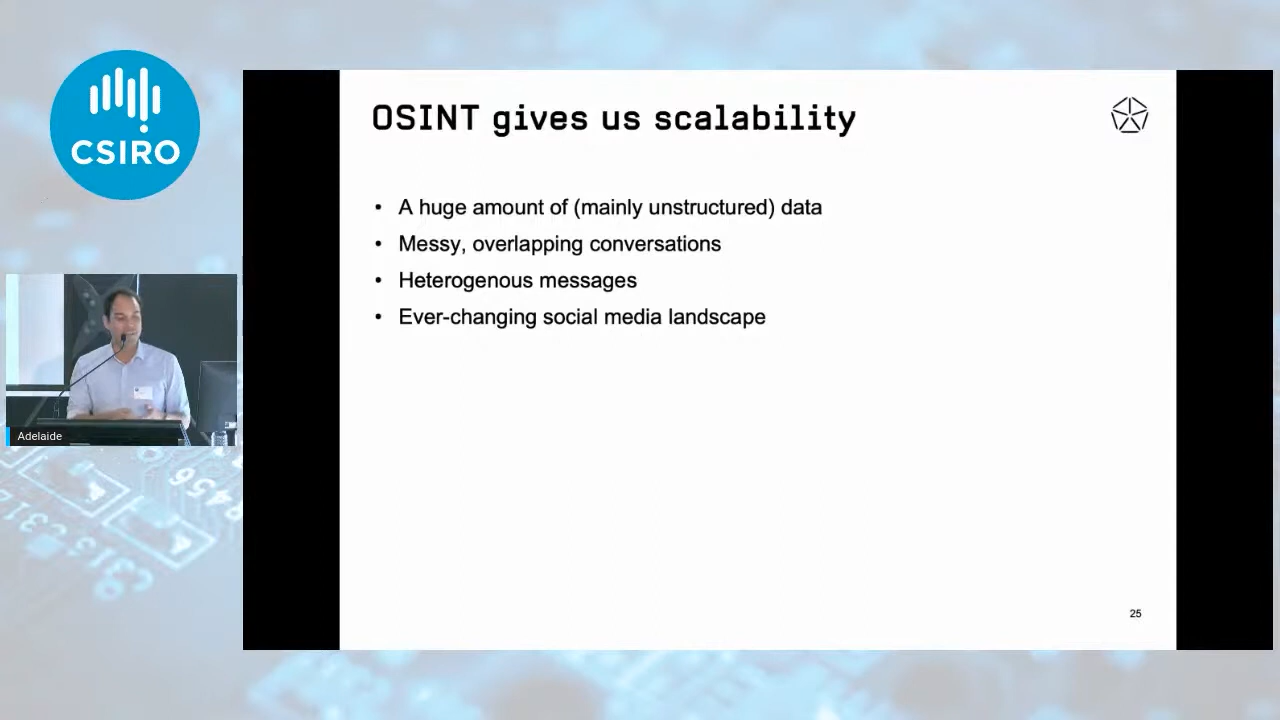 CSIRO
OSINT gives us scalability
• A huge amount of (mainly unstructured) data
• Messy, overlapping conversations
• Heterogenous messages
• Ever-changing social media landscape
Adelaide
25